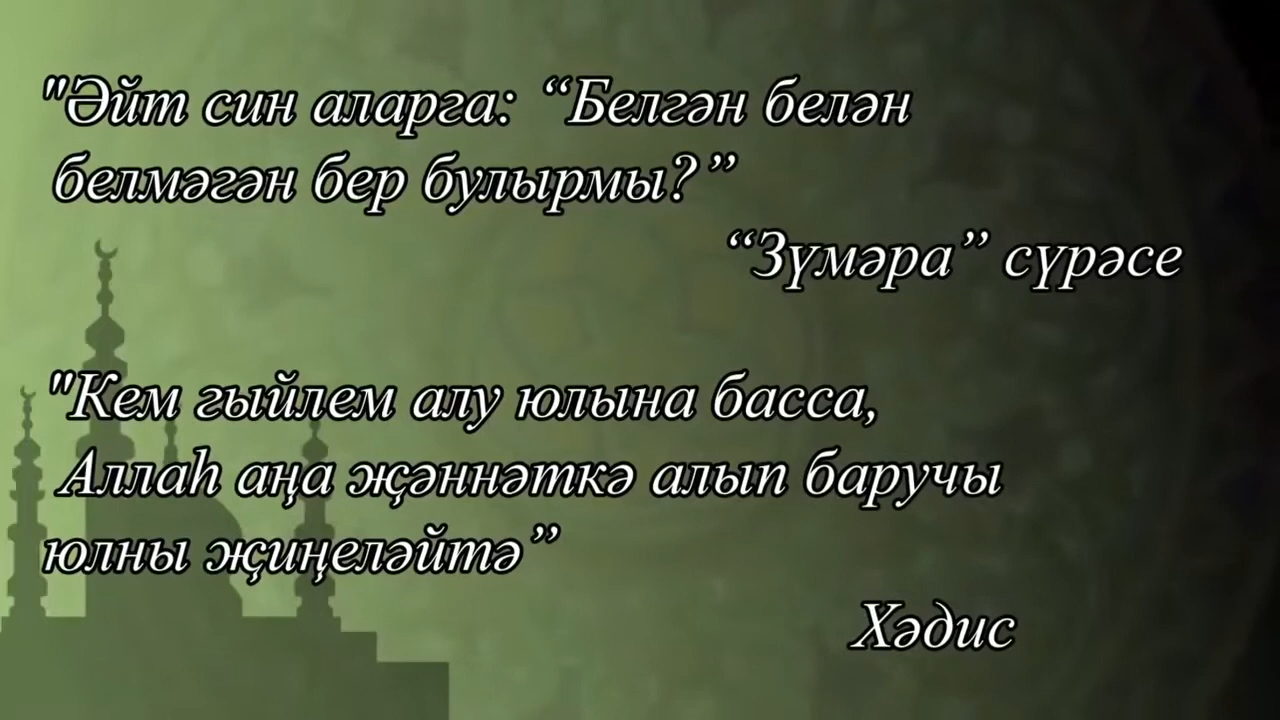 "Әйт син аларга: “Белгән белән
белмәгән бер булырмы?”
“Зүмәра” сүрәсе
"Кем гыйлем алу юлына басса,
Аллаһ аңа җәннәткә алып баручы
юлны җиңеләйтә”
Хәдис